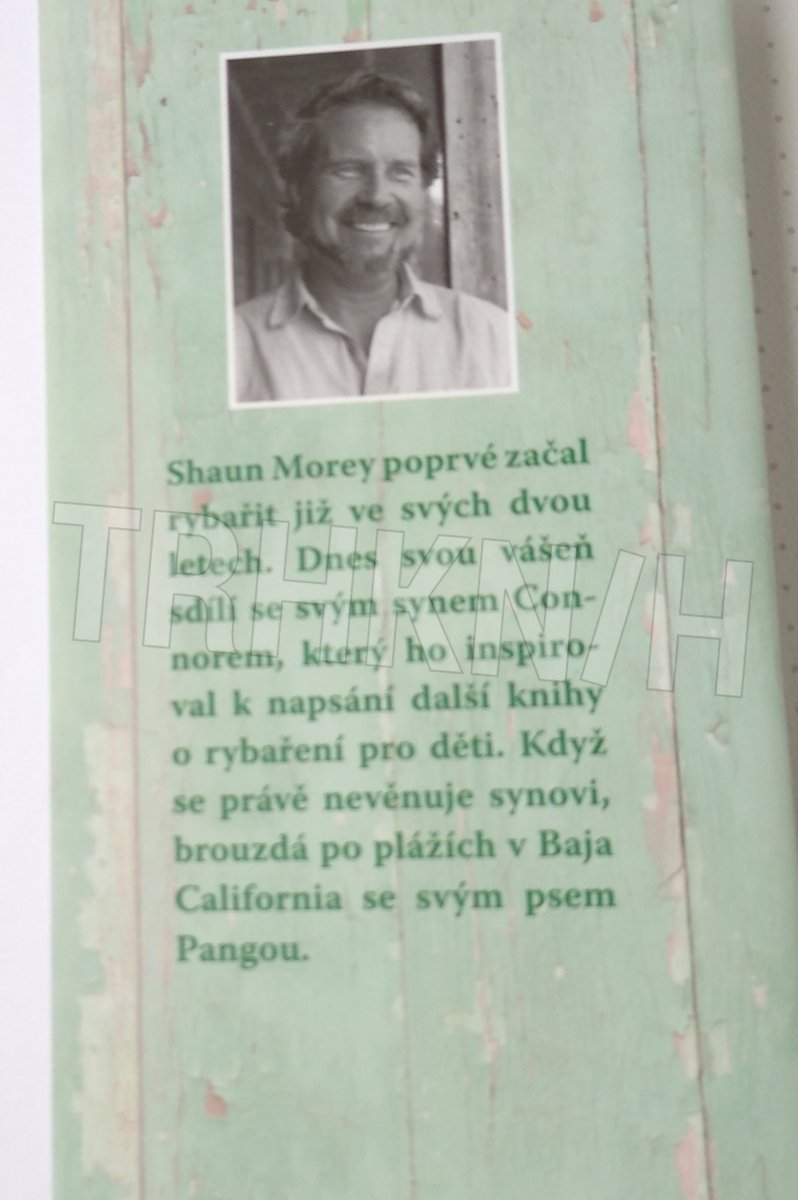 Shaun Morey poprvé začal
rybařit již ve svých dvou
letech. Dnes svou vášeň
sdílí se svým synem Con-
norem, který ho inspiro-
val k napsání další knihy
o rybaření pro děti. Když
se právě nevěnuje synovi,
brouzdá po plážích v Baja
California se svým psem
Pangou.
TRHKNIH